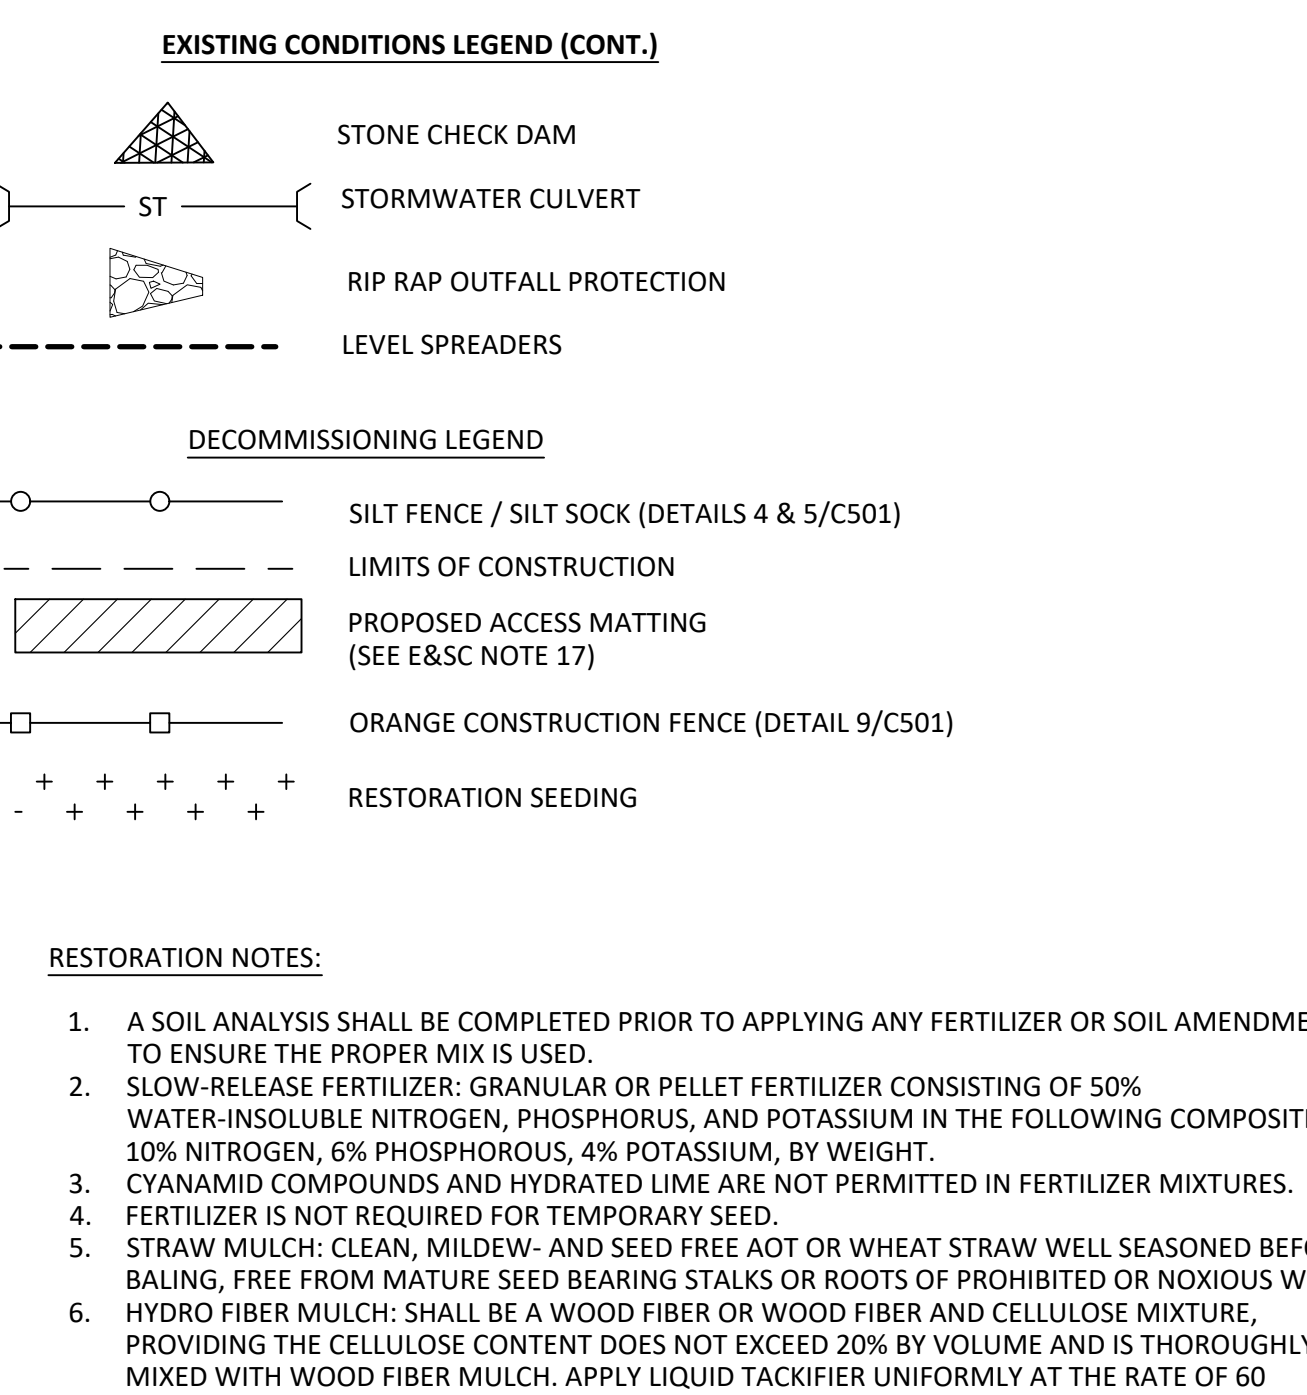 EXISTING CONDITIONS LEGEND (CONT.)
STONE CHECK DAM
ST
STORMWATER CULVERT
RIP RAP OUTFALL PROTECTION
LEVEL SPREADERS
DECOMMISSIONING LEGEND
SILT FENCE / SILT SOCK (DETAILS 4 & 5/C501)
LIMITS OF CONSTRUCTION
PROPOSED ACCESS MATTING
(SEE E&SC NOTE 17)
ORANGE CONSTRUCTION FENCE (DETAIL 9/C501)
RESTORATION SEEDING
RESTORATION NOTES:
1. A SOIL ANALYSIS SHALL BE COMPLETED PRIOR TO APPLYING ANY FERTILIZER OR SOIL
TO ENSURE THE PROPER MIX IS USED.
2. SLOW-RELEASE FERTILIZER: GRANULAR OR PELLET FERTILIZER CONSISTING OF 50%
WATER-INSOLUBLE NITROGEN, PHOSPHORUS, AND POTASSIUM IN THE FOLLOWING
10% NITROGEN, 6% PHOSPHOROUS, 4% POTASSIUM, BY WEIGHT.
3. CYANAMID COMPOUNDS AND HYDRATED LIME ARE NOT PERMITTED IN FERTILIZER MIXTURES.
4. FERTILIZER IS NOT REQUIRED FOR TEMPORARY SEED.
5. STRAW MULCH: CLEAN, MILDEW- AND SEED FREE AOT OR WHEAT STRAW WELL SEASONED
BALING, FREE FROM MATURE SEED BEARING STALKS OR ROOTS OF PROHIBITED OR NOXIOUS
6. HYDRO FIBER MULCH: SHALL BE A WOOD FIBER OR WOOD FIBER AND CELLULOSE MIXTURE,
PROVIDING THE CELLULOSE CONTENT DOES NOT EXCEED 20% BY VOLUME AND IS THOROUGHLY
MIXED WITH WOOD FIBER MULCH. APPLY LIQUID TACKIFIER UNIFORMLY AT THE RATE OF 60